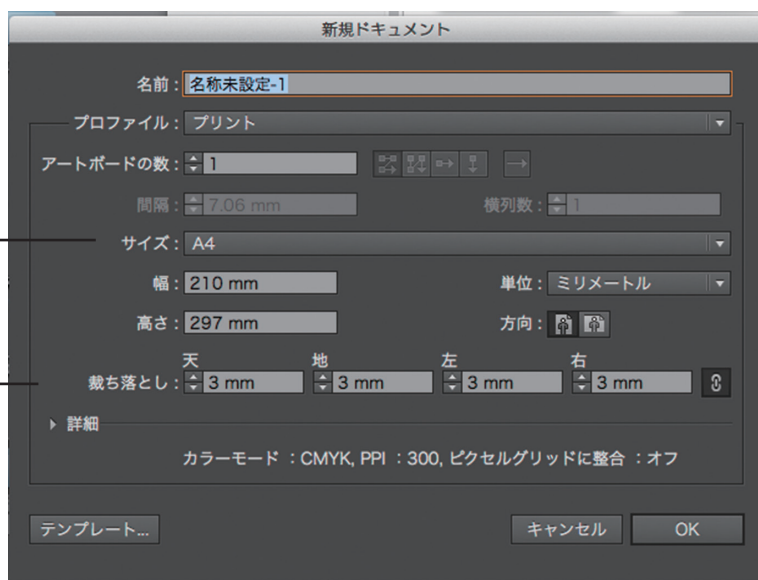 新規ドキュメント
名前：名称未設定-1
プロファイル：プリント
アートボードの数：1
間隔：7.06 mm 横列数：1
サイズ：A4
幅：210 mm 単位：ミリメートル
高さ：297 mm 方向：
天 地 左 右
裁ち落とし：3 mm 3 mm 3 mm 3 mm
詳細
カラーモード ：CMYK, PPI ：300, ピクセルグリッドに整合 ：オフ
テンプレート... キャンセル OK